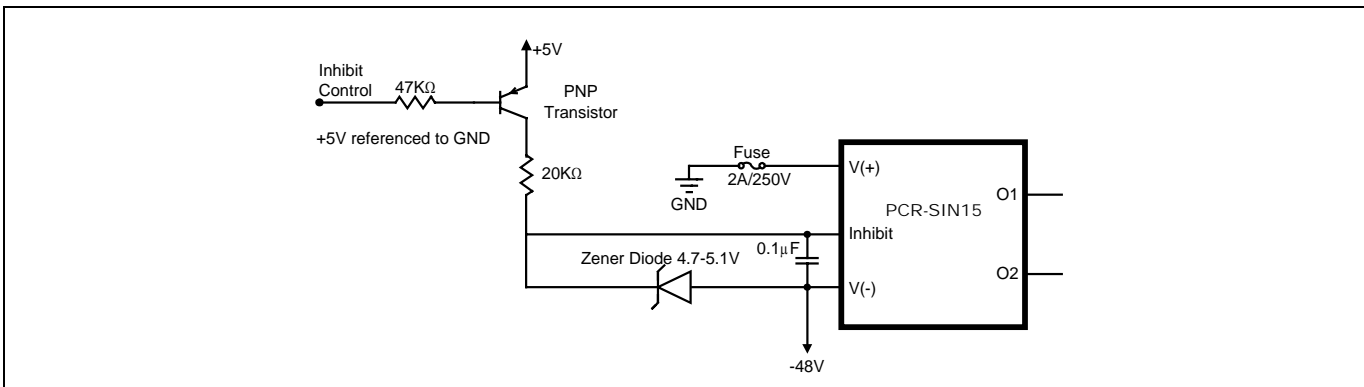 +5V
Inhibit
Control
47KΩ
PNP
Transistor
+5V referenced to GND
20KΩ
Fuse
2A/250V
GND
V(+)
PCR-SIN15
O1
Inhibit
0.1μF
Zener Diode 4.7-5.1V
O2
V(-)
-48V